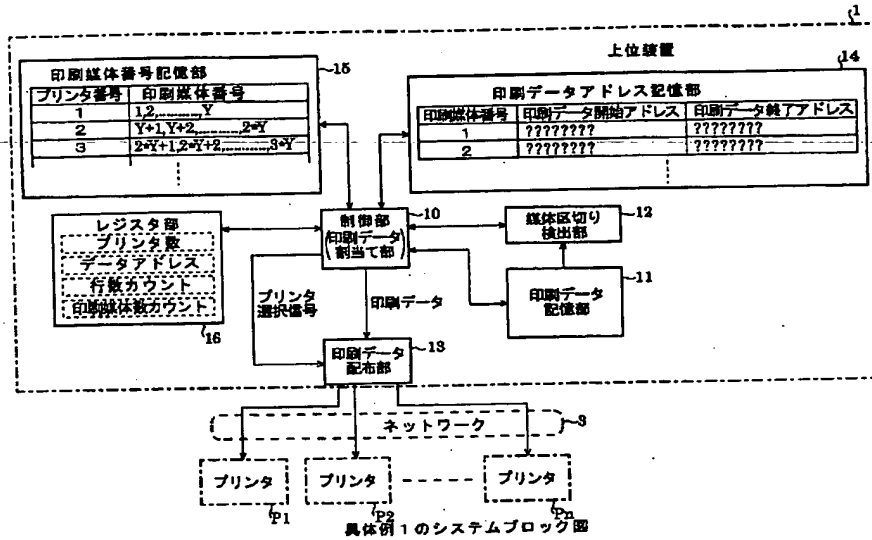 1
上位装置
15
印刷媒体番号記憶部
プリンタ番号 印刷媒体番号
1 1,2,..........,Y
2 Y+1,Y+2,..........,2*Y
3 2*Y+1,2*Y+2,..........,3*Y
14
印刷データアドレス記憶部
印刷媒体番号 印刷データ開始アドレス 印刷データ終了アドレス
1 ???????? ????????
2 ???????? ????????
レジスタ部
プリンタ数
データアドレス
行数カウント
印刷媒体数カウント
16
10
制御部
(印刷データ
割当て部)
12
媒体区切り
検出部
11
印刷データ
記憶部
プリンタ
選択信号
印刷データ
13
印刷データ
配布部
ネットワーク
3
プリンタ
プリンタ
プリンタ
P1
P2
Pn
具体例1のシステムブロック図